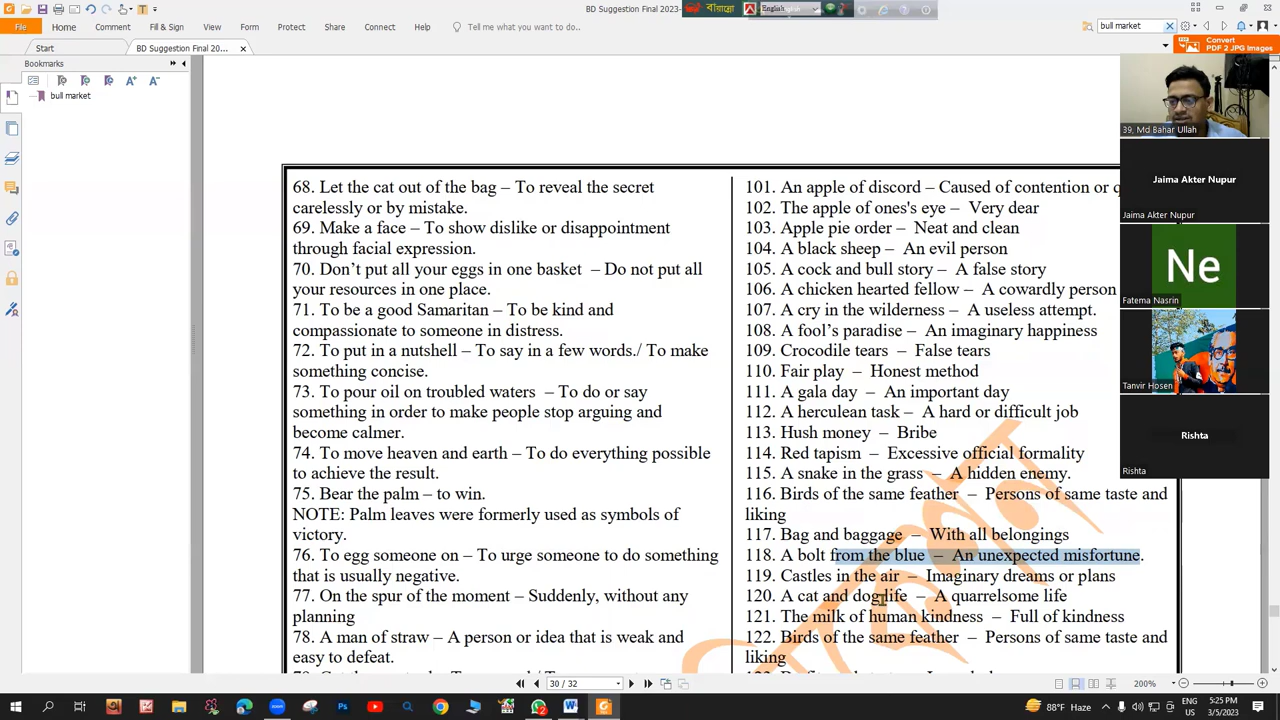 BD Suggestion Final 2023-
বায়ান্নো
English
File
Home
Comment
View
Form
Protect
Share
Connect
Help
Tell me what you want to do..
bull market
Convert
PDF 2 JPG Images
Start
BD Suggestion Final 20...
Bookmarks
bull market
68. Let the cat out of the bag – To reveal the secret
carelessly or by mistake.
69. Make a face – To show dislike or disappointment
through facial expression.
70. Don’t put all your eggs in one basket – Do not put all
your resources in one place.
71. To be a good Samaritan – To be kind and
compassionate to someone in distress.
72. To put in a nutshell – To say in a few words./ To make
something concise.
73. To pour oil on troubled waters – To do or say
something in order to make people stop arguing and
become calmer.
74. To move heaven and earth – To do everything possible
to achieve the result.
75. Bear the palm – to win.
NOTE: Palm leaves were formerly used as symbols of
victory.
76. To egg someone on – To urge someone to do something
that is usually negative.
77. On the spur of the moment – Suddenly, without any
planning
78. A man of straw – A person or idea that is weak and
easy to defeat.
101. An apple of discord – Caused of contention or q
102. The apple of ones's eye – Very dear
103. Apple pie order – Neat and clean
104. A black sheep – An evil person
105. A cock and bull story – A false story
106. A chicken hearted fellow – A cowardly person
107. A cry in the wilderness – A useless attempt.
108. A fool’s paradise – An imaginary happiness
109. Crocodile tears – False tears
110. Fair play – Honest method
111. A gala day – An important day
112. A herculean task – A hard or difficult job
113. Hush money – Bribe
114. Red tapism – Excessive official formality
115. A snake in the grass – A hidden enemy.
116. Birds of the same feather – Persons of same taste and
liking
117. Bag and baggage – With all belongings
118. A bolt from the blue – An unexpected misfortune.
119. Castles in the air – Imaginary dreams or plans
120. A cat and dog life – A quarrelsome life
121. The milk of human kindness – Full of kindness
122. Birds of the same feather – Persons of same taste and
liking
39, Md Bahar Ullah
Jaima Akter Nupur
Jaima Akter Nupur
Ne
Fatema Nasrin
Tanvir Hosen
Rishta
Rishta
30 / 32
200%
88°F Haze
ENG
US
5:25 PM
3/5/2023